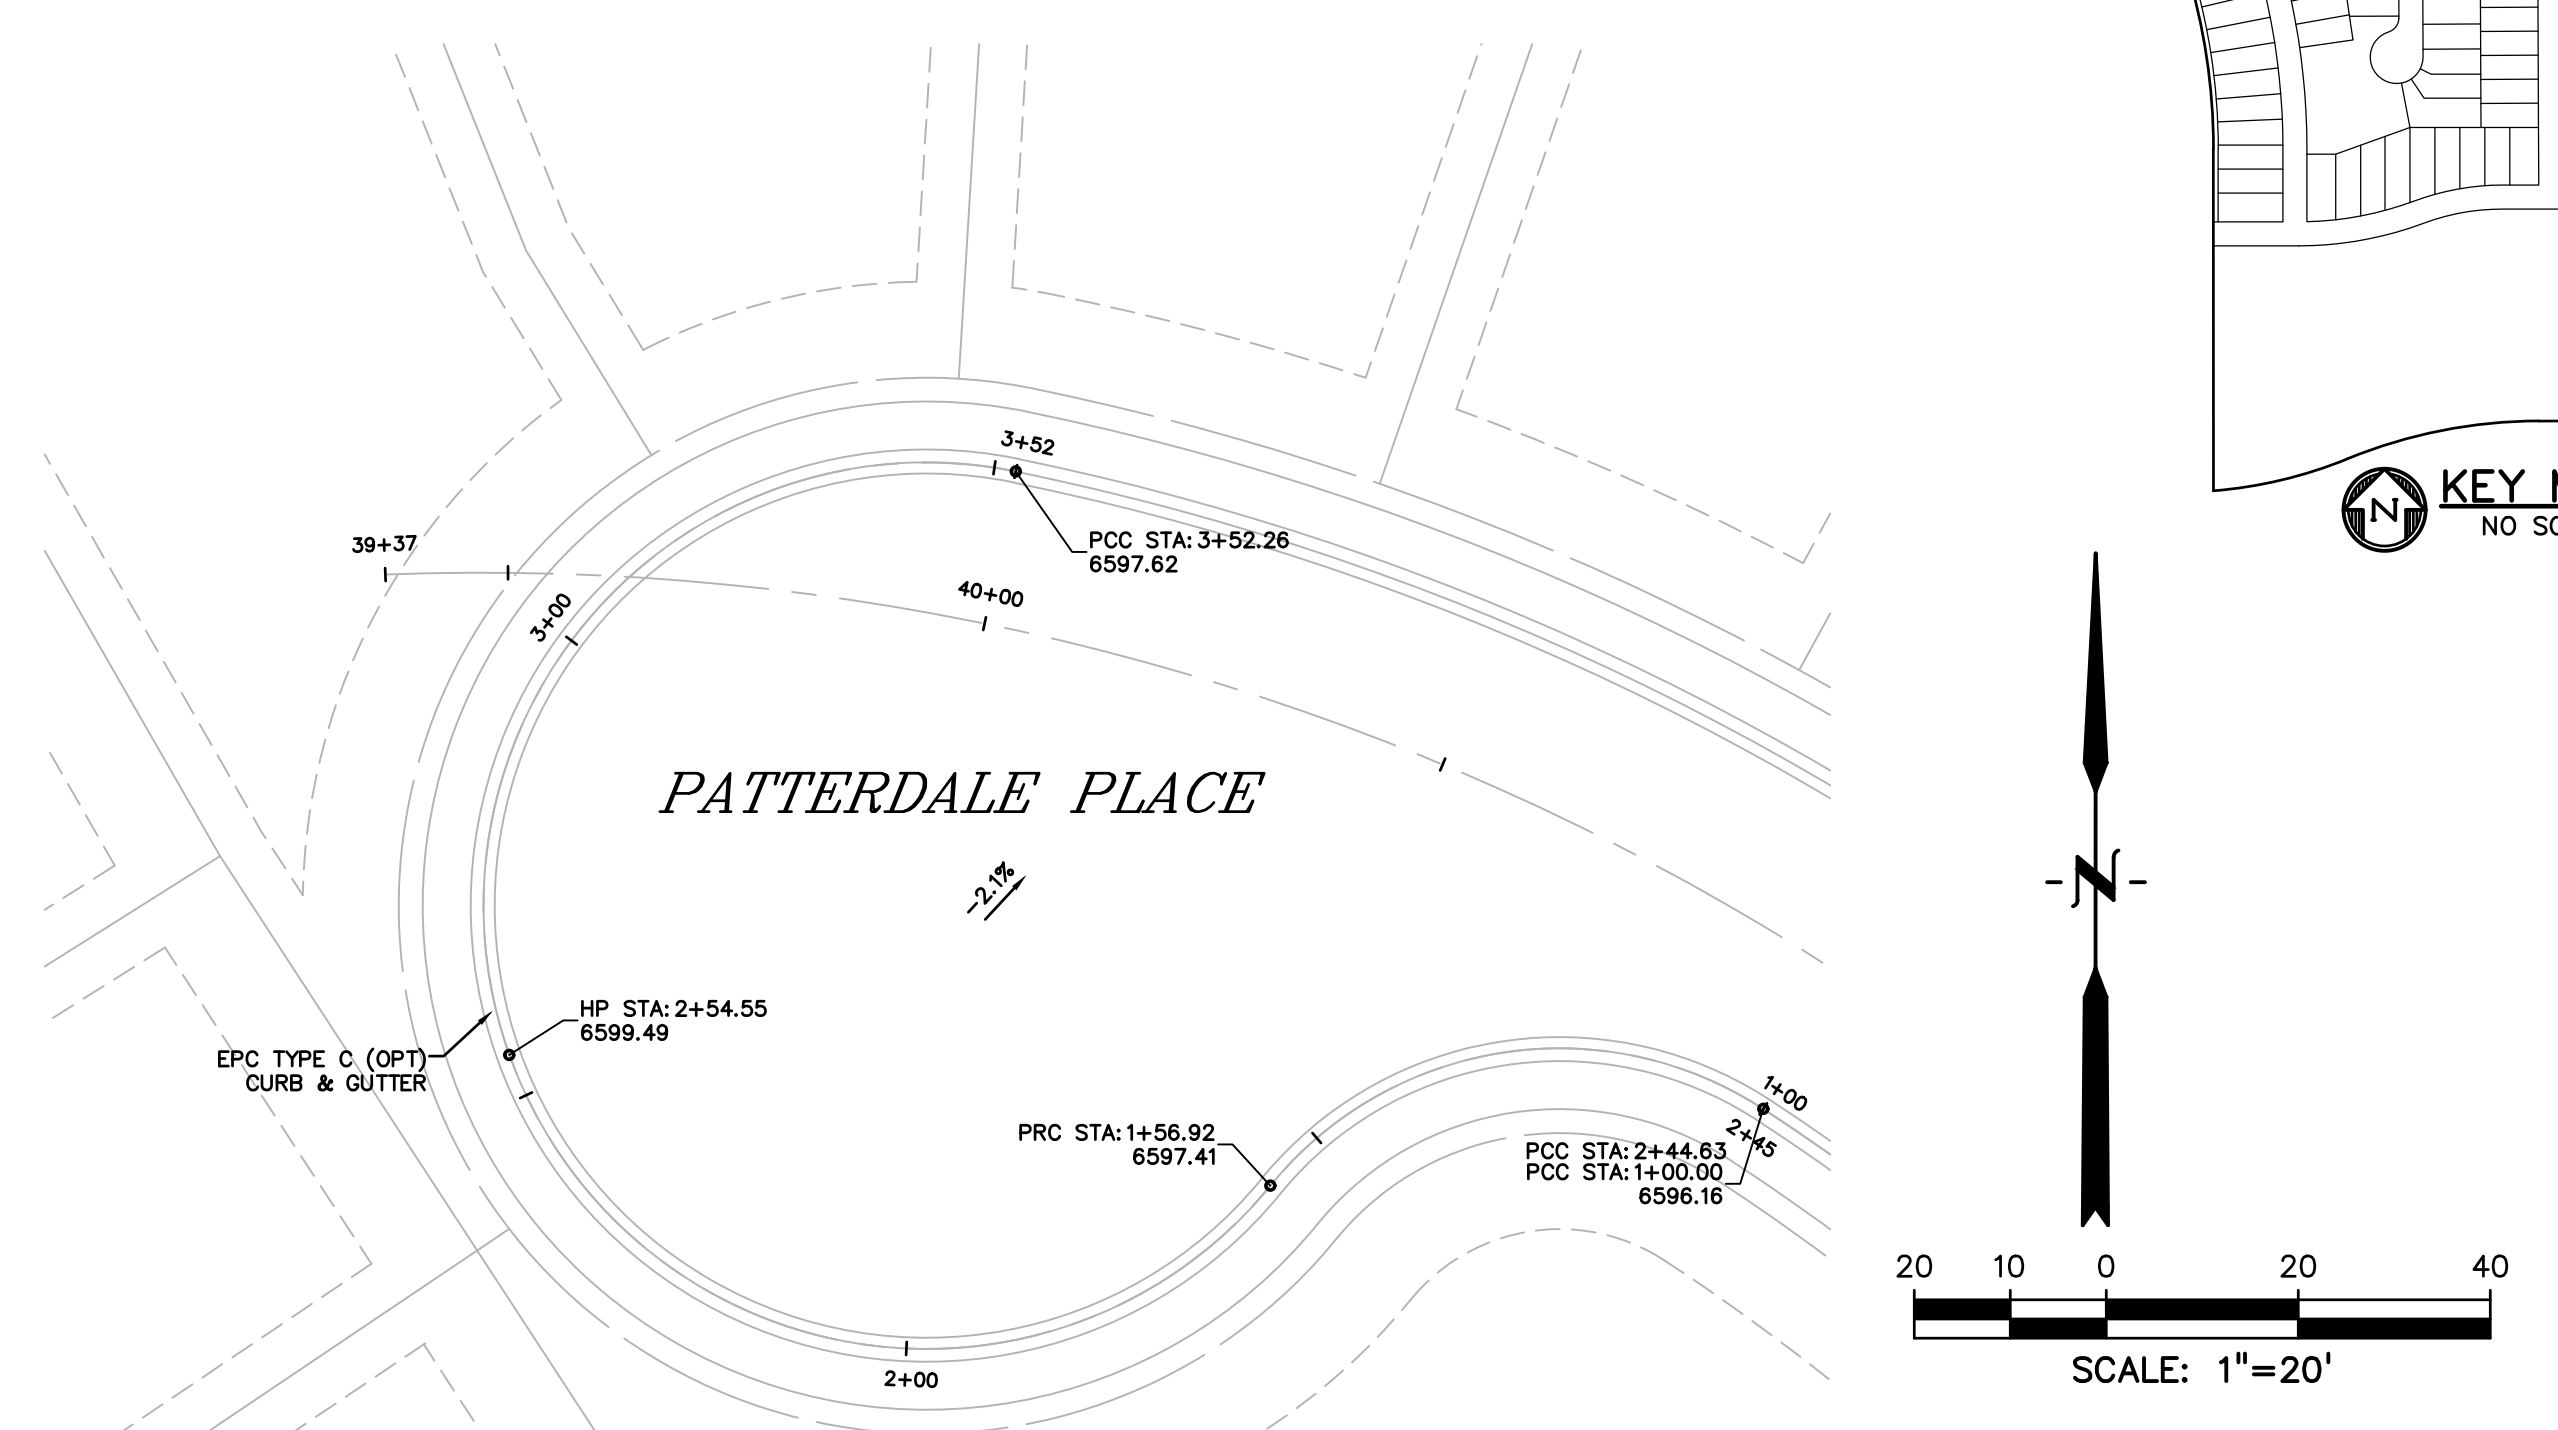 3+52
PCC STA: 3+52.26
6597.62
39+37
40+00
3+00
PATTERDALE PLACE
-2.1%
HP STA: 2+54.55
6599.49
EPC TYPE C (OPT)
CURB & GUTTER
PRC STA: 1+56.92
6597.41
1+00
2+45
PCC STA: 2+44.63
PCC STA: 1+00.00
6596.16
2+00
N
KEY
NO
N
20 10 0 20 40
SCALE: 1"=20'